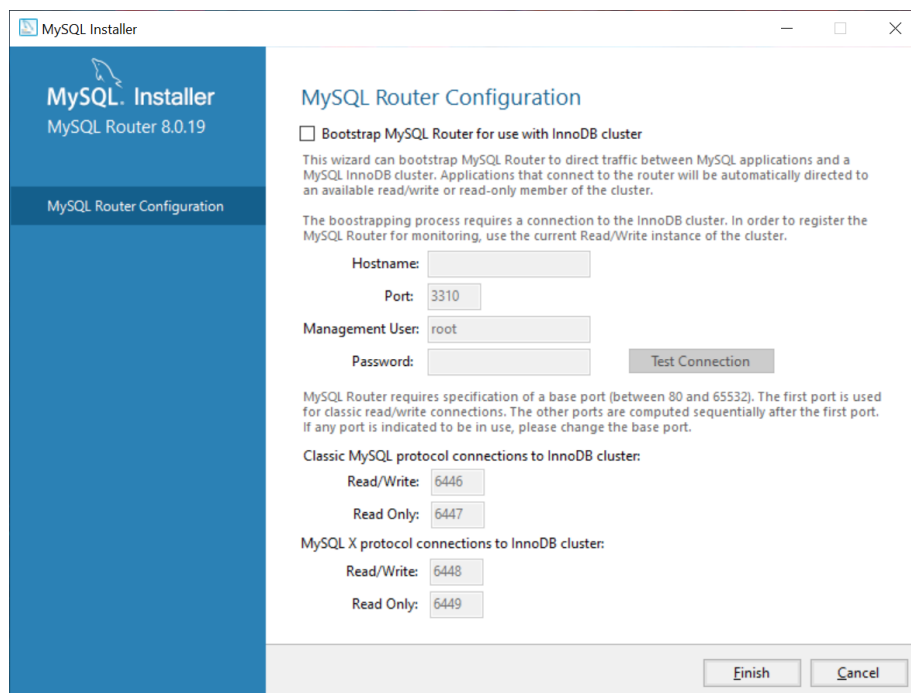 MySQL Installer
MySQL. Installer
MySQL Router 8.0.19
MySQL Router Configuration
MySQL Router Configuration
Bootstrap MySQL Router for use with InnoDB cluster
This wizard can bootstrap MySQL Router to direct traffic between MySQL applications and a
MySQL InnoDB cluster. Applications that connect to the router will be automatically directed to
an available read/write or read-only member of the cluster.
The boostrapping process requires a connection to the InnoDB cluster. In order to register the
MySQL Router for monitoring, use the current Read/Write instance of the cluster.
Hostname:
Port: 3310
Management User: root
Password: Test Connection
MySQL Router requires specification of a base port (between 80 and 65532). The first port is used
for classic read/write connections. The other ports are computed sequentially after the first port.
If any port is indicated to be in use, please change the base port.
Classic MySQL protocol connections to InnoDB cluster:
Read/Write: 6446
Read Only: 6447
MySQL X protocol connections to InnoDB cluster:
Read/Write: 6448
Read Only: 6449
Finish Cancel